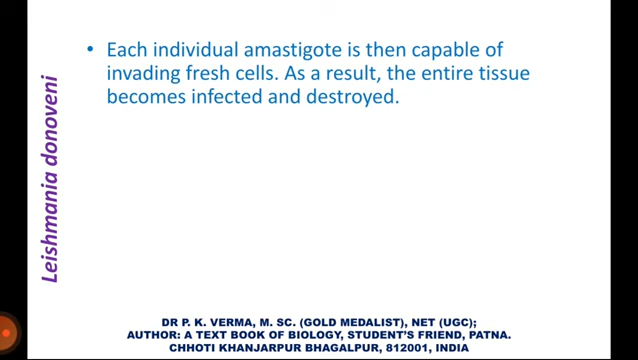 Leishmania donoveni
• Each individual amastigote is then capable of
invading fresh cells. As a result, the entire tissue
becomes infected and destroyed.
DR P. K. VERMA, M. SC. (GOLD MEDALIST), NET (UGC);
AUTHOR: A TEXT BOOK OF BIOLOGY, STUDENT'S FRIEND, PATNA.
CHHOTI KHANJARPUR BHAGALPUR, 812001, INDIA